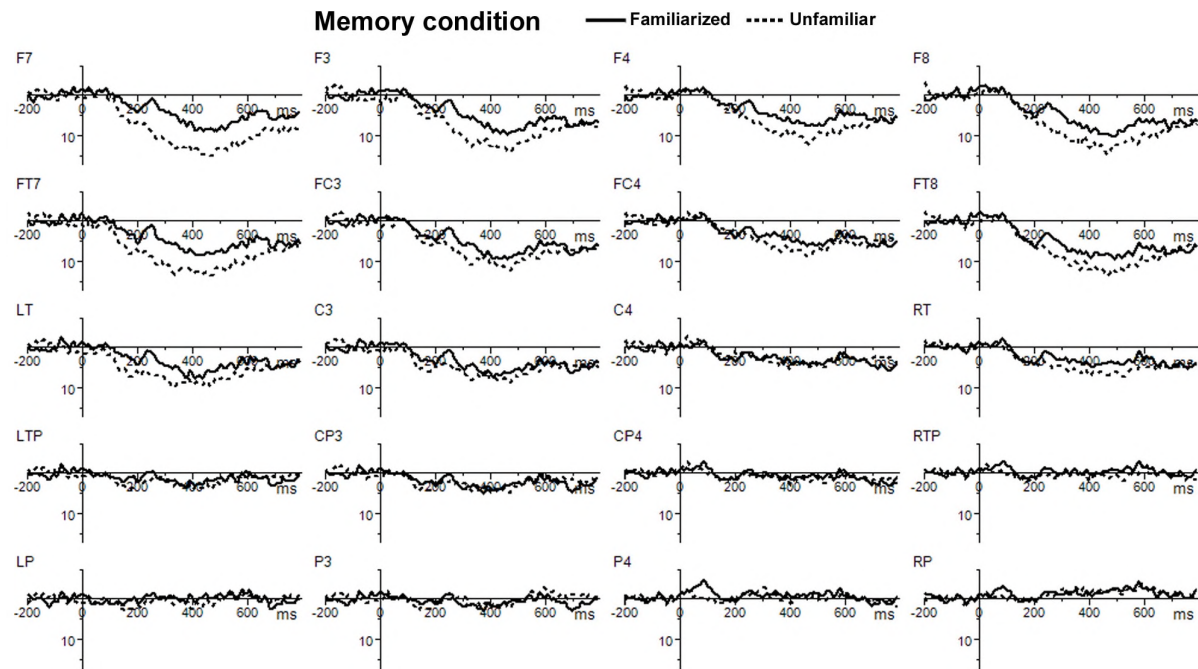 Memory condition Familiarized Unfamiliar
F7 F3 F4 F8
-200 0 200 400 600 ms -200 0 200 400 600 ms -200 0 200 400 600 ms -200 0 200 400 600 ms
10 10 10 10
FT7 FC3 FC4 FT8
-200 0 200 400 600 ms -200 0 200 400 600 ms -200 0 200 400 600 ms -200 0 200 400 600 ms
10 10 10 10
LT C3 C4 RT
-200 0 200 400 600 ms -200 0 200 400 600 ms -200 0 200 400 600 ms -200 0 200 400 600 ms
10 10 10 10
LTP CP3 CP4 RTP
-200 0 200 400 600 ms -200 0 200 400 600 ms -200 0 200 400 600 ms -200 0 200 400 600 ms
10 10 10 10
LP P3 P4 RP
-200 0 200 400 600 ms -200 0 200 400 600 ms -200 0 200 400 600 ms -200 0 200 400 600 ms
10 10 10 10